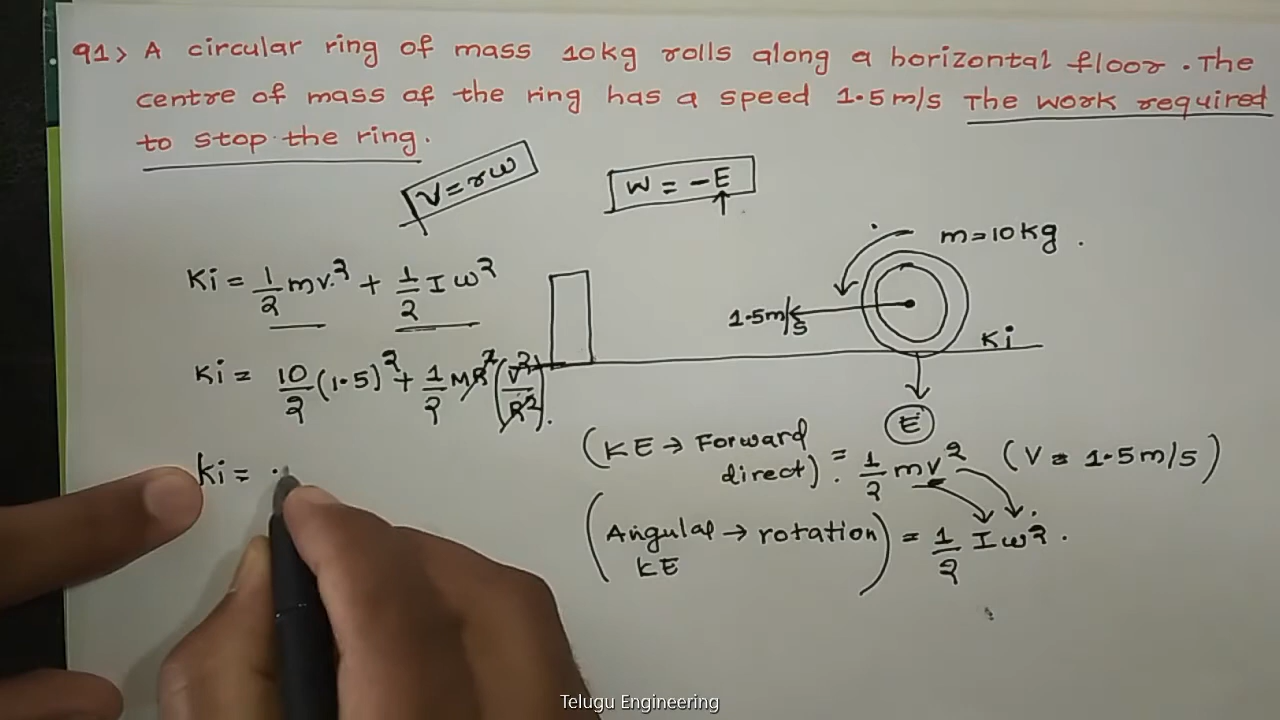 Q1> A circular ring of mass 10kg rolls along a horizontal floor. The
centre of mass of the ring has a speed 1.5m/s The work required
to stop the ring.
V=rω
W = -E
m=10kg.
Ki = 1/2 mv² + 1/2 I ω²
1.5m/s
Ki
Ki = 10/2 (1.5)² + 1/2 MR² (V²/R²).
E
(KE → Forward direct) = 1/2 mv² (V = 1.5m/s)
Ki =
(Angular → rotation KE) = 1/2 I ω².
Telugu Engineering